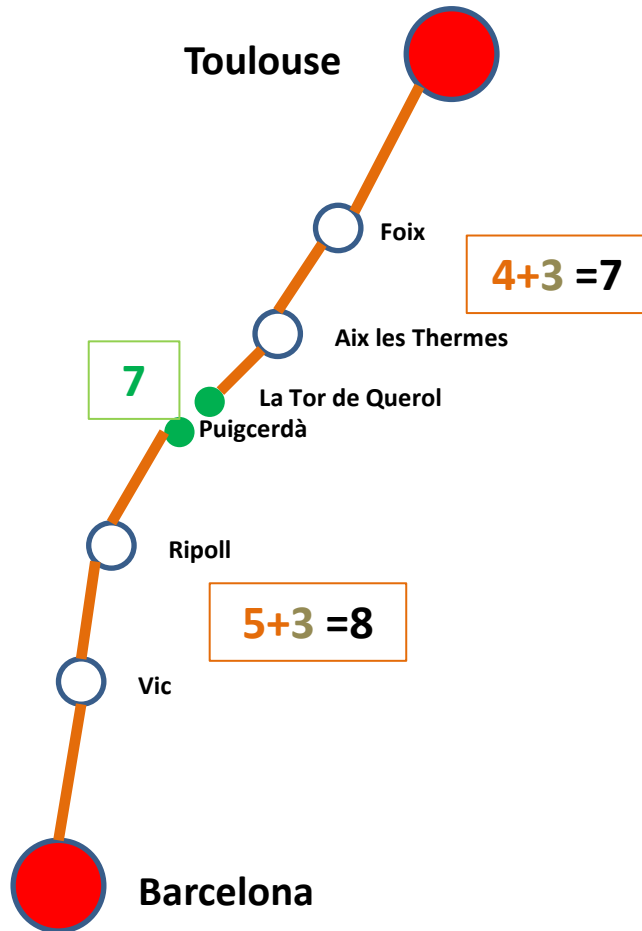 Toulouse
Foix
4+3 =7
Aix les Thermes
7
La Tor de Querol
Puigcerdà
Ripoll
5+3 =8
Vic
Barcelona